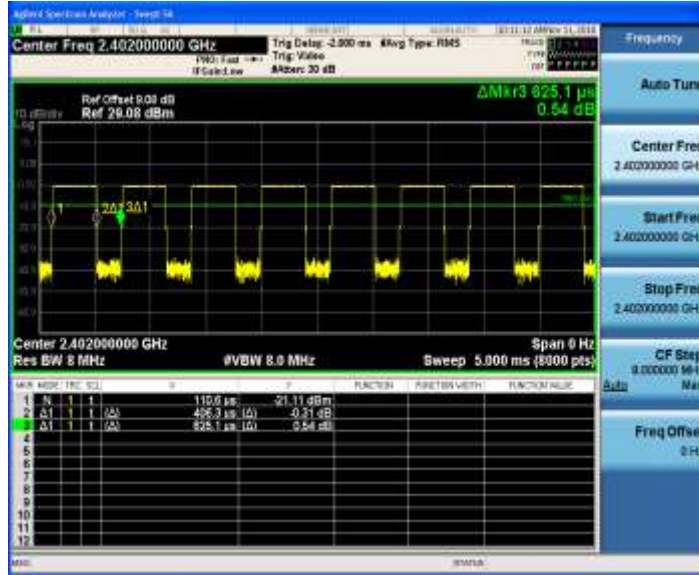 Agilent Spectrum Analyzer - Swept SA
Center Freq 2.402000000 GHz
PNO: Fast
IFGain:Low
Trig Delay: -2.000 ms
Trig: Video
#Atten: 30 dB
#Avg Type: RMS
TRACE
TYPE
DET P P P P P P
Frequency
Auto Tune
Center Freq
2.402000000 GHz
Start Freq
2.402000000 GHz
Stop Freq
2.402000000 GHz
CF Step
8.000000 MHz
Auto
Freq Offset
0 Hz
ΔMkr3 625.1 µs
0.54 dB
Ref Offset 9.08 dB
10 dB/div Ref 29.08 dBm
Log
1 2Δ1 3Δ1
Center 2.402000000 GHz
Span 0 Hz
Res BW 8 MHz
#VBW 8.0 MHz
Sweep 5.000 ms (8000 pts)
MKR MODE TRC SCL X Y FUNCTION FUNCTION WIDTH FUNCTION VALUE
1 N 1 t 110.6 µs -21.11 dBm
2 Δ1 1 t (Δ) 406.3 µs (Δ) -0.31 dB
3 Δ1 1 t (Δ) 625.1 µs (Δ) 0.54 dB
4
5
6
7
8
9
10
11
12
MSG
STATUS